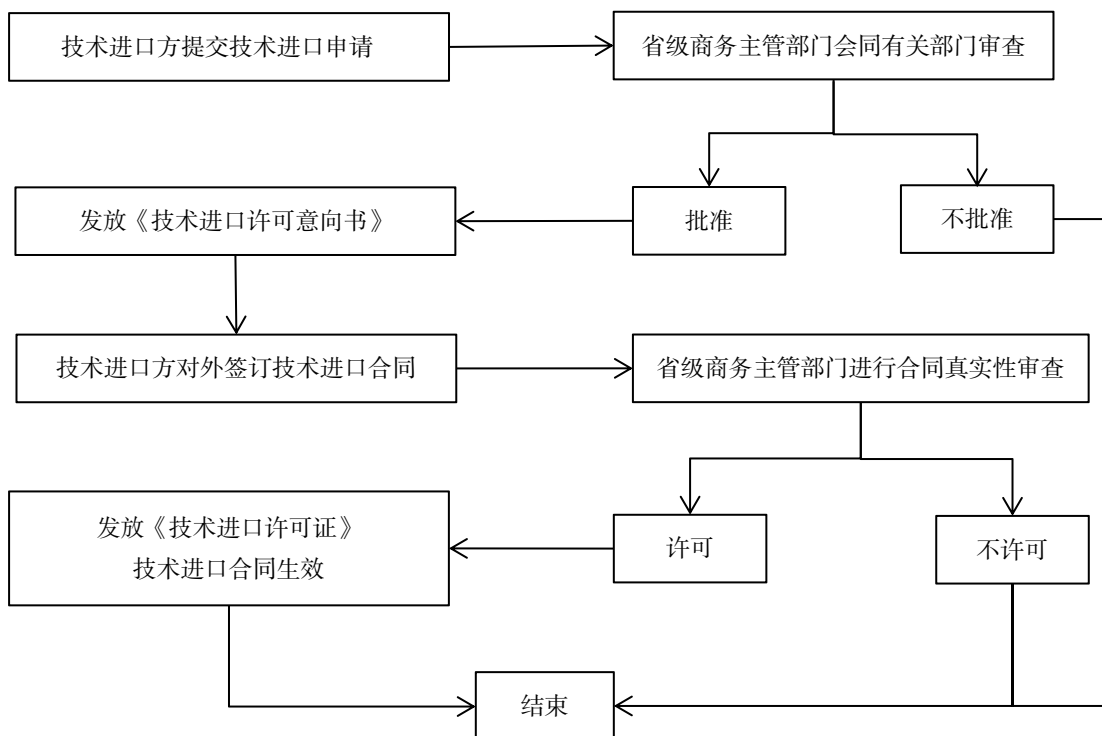 技术进口方提交技术进口申请
省级商务主管部门会同有关部门审查
发放《技术进口许可意向书》
批准
不批准
技术进口方对外签订技术进口合同
省级商务主管部门进行合同真实性审查
发放《技术进口许可证》
技术进口合同生效
许可
不许可
结束